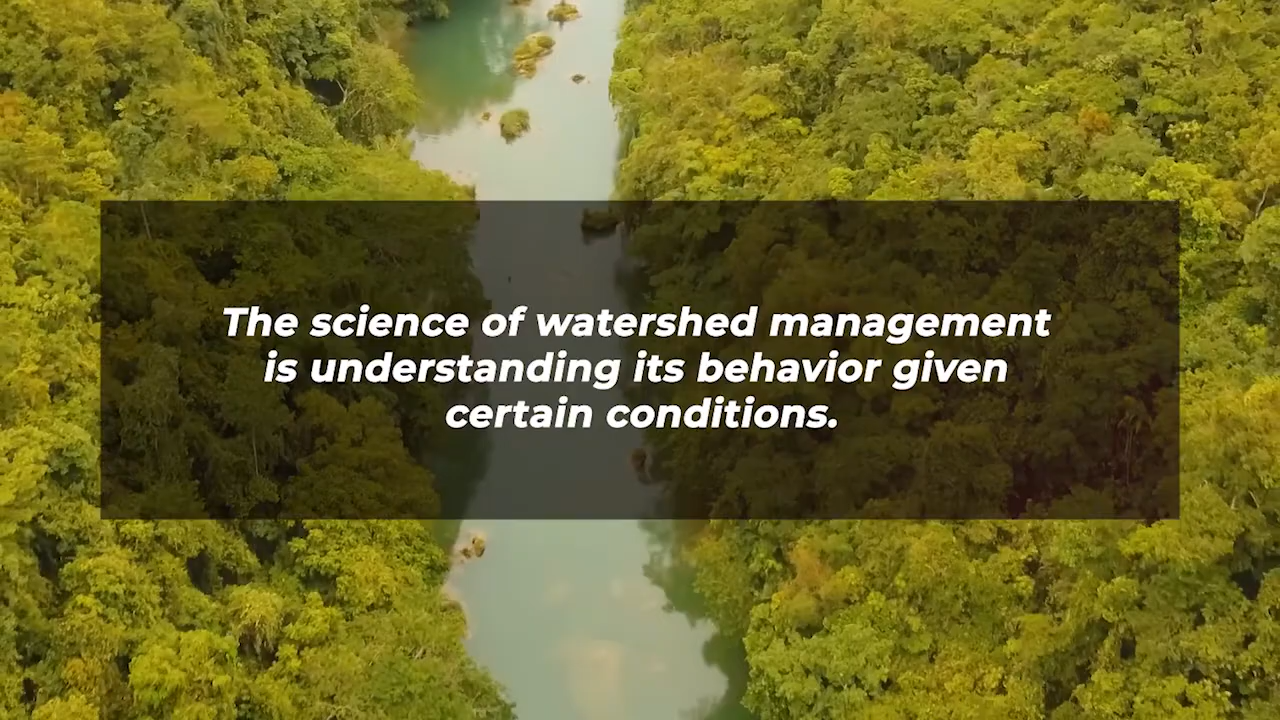 The science of watershed management
is understanding its behavior given
certain conditions.